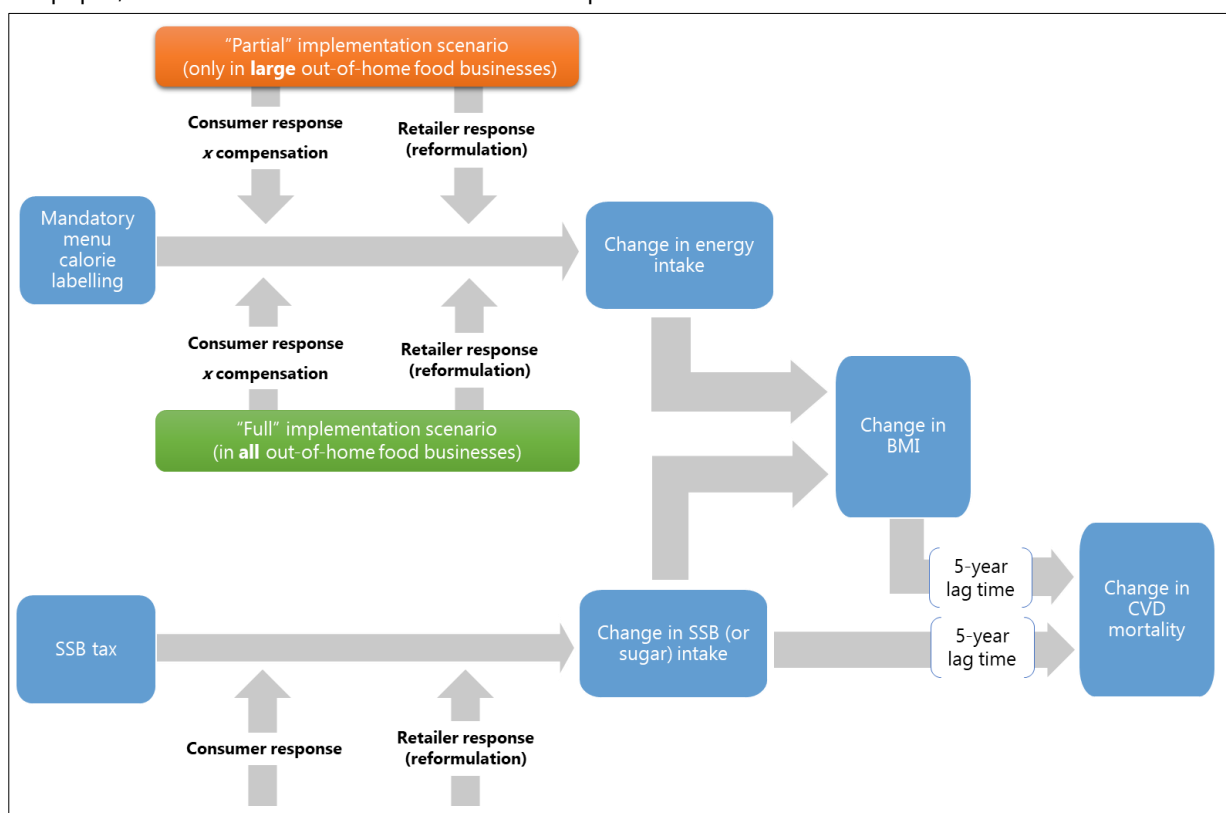 "Partial" implementation scenario
(only in large out-of-home food businesses)
Consumer response
x compensation
Retailer response
(reformulation)
Mandatory
menu
calorie
labelling
Change in energy
intake
Consumer response
x compensation
Retailer response
(reformulation)
"Full" implementation scenario
(in all out-of-home food businesses)
Change in
BMI
5-year
lag time
Change in
CVD
mortality
SSB tax
Change in SSB (or
sugar) intake
5-year
lag time
Consumer response
Retailer response
(reformulation)